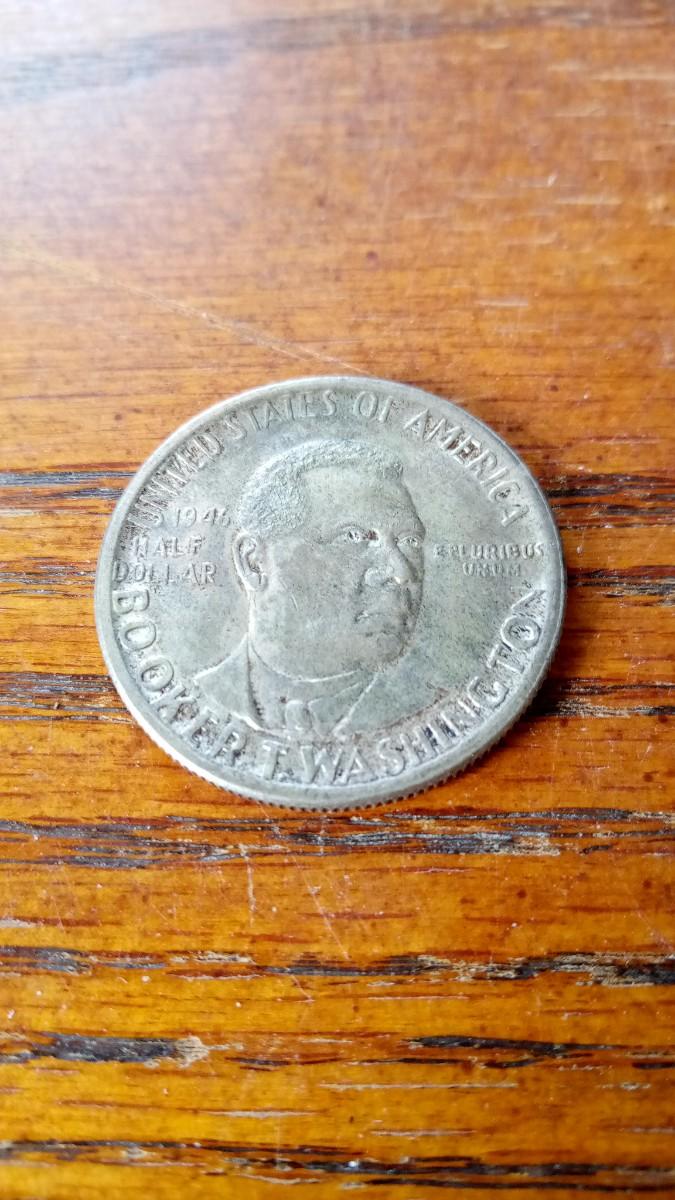 UNITED STATES OF AMERICA
1946
HALF
DOLLAR
E PLURIBUS
UNUM
BOOKER T. WASHINGTON